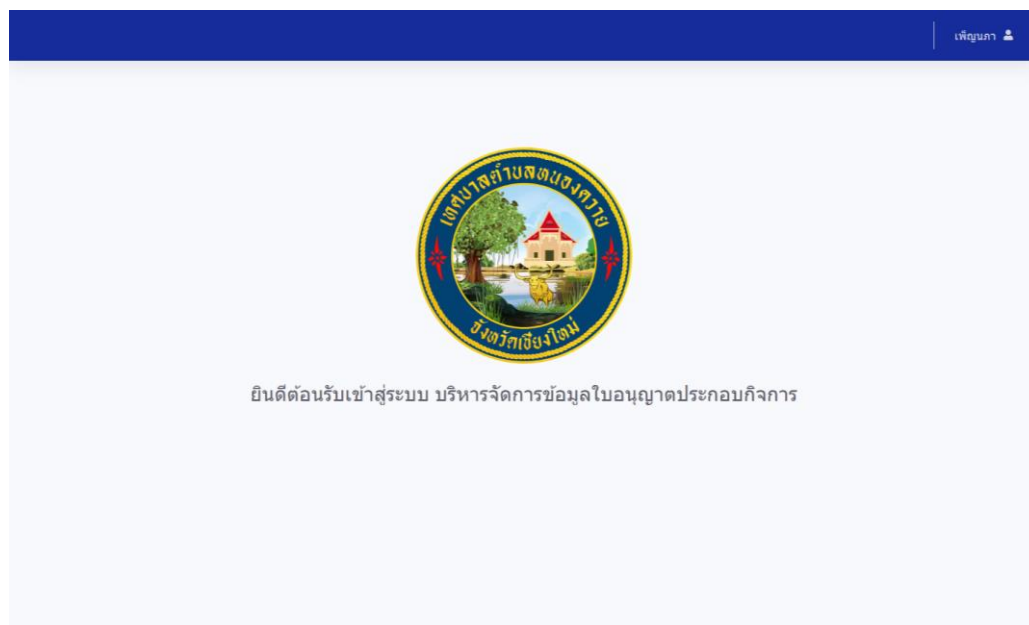 เพ็ญนภา
เทศบาลตำบลหนองควาย
จังหวัดเชียงใหม่
ยินดีต้อนรับเข้าสู่ระบบ บริหารจัดการข้อมูลใบอนุญาตประกอบกิจการ